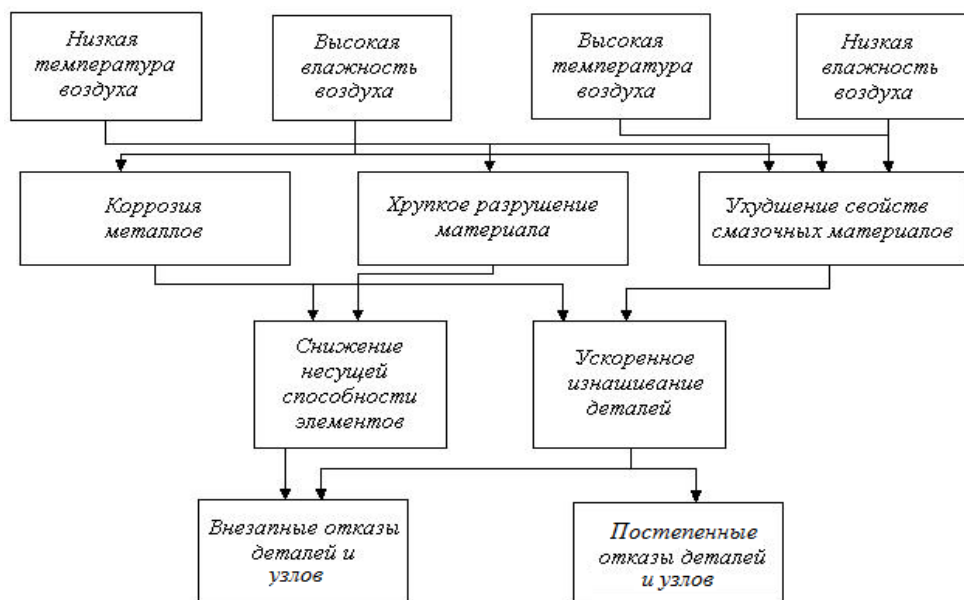 Низкая
температура
воздуха
Высокая
влажность
воздуха
Высокая
температура
воздуха
Низкая
влажность
воздуха
Коррозия
металлов
Хрупкое разрушение
материала
Ухудшение свойств
смазочных материалов
Снижение
несущей
способности
элементов
Ускоренное
изнашивание
деталей
Внезапные отказы
деталей и
узлов
Постепенные
отказы деталей
и узлов